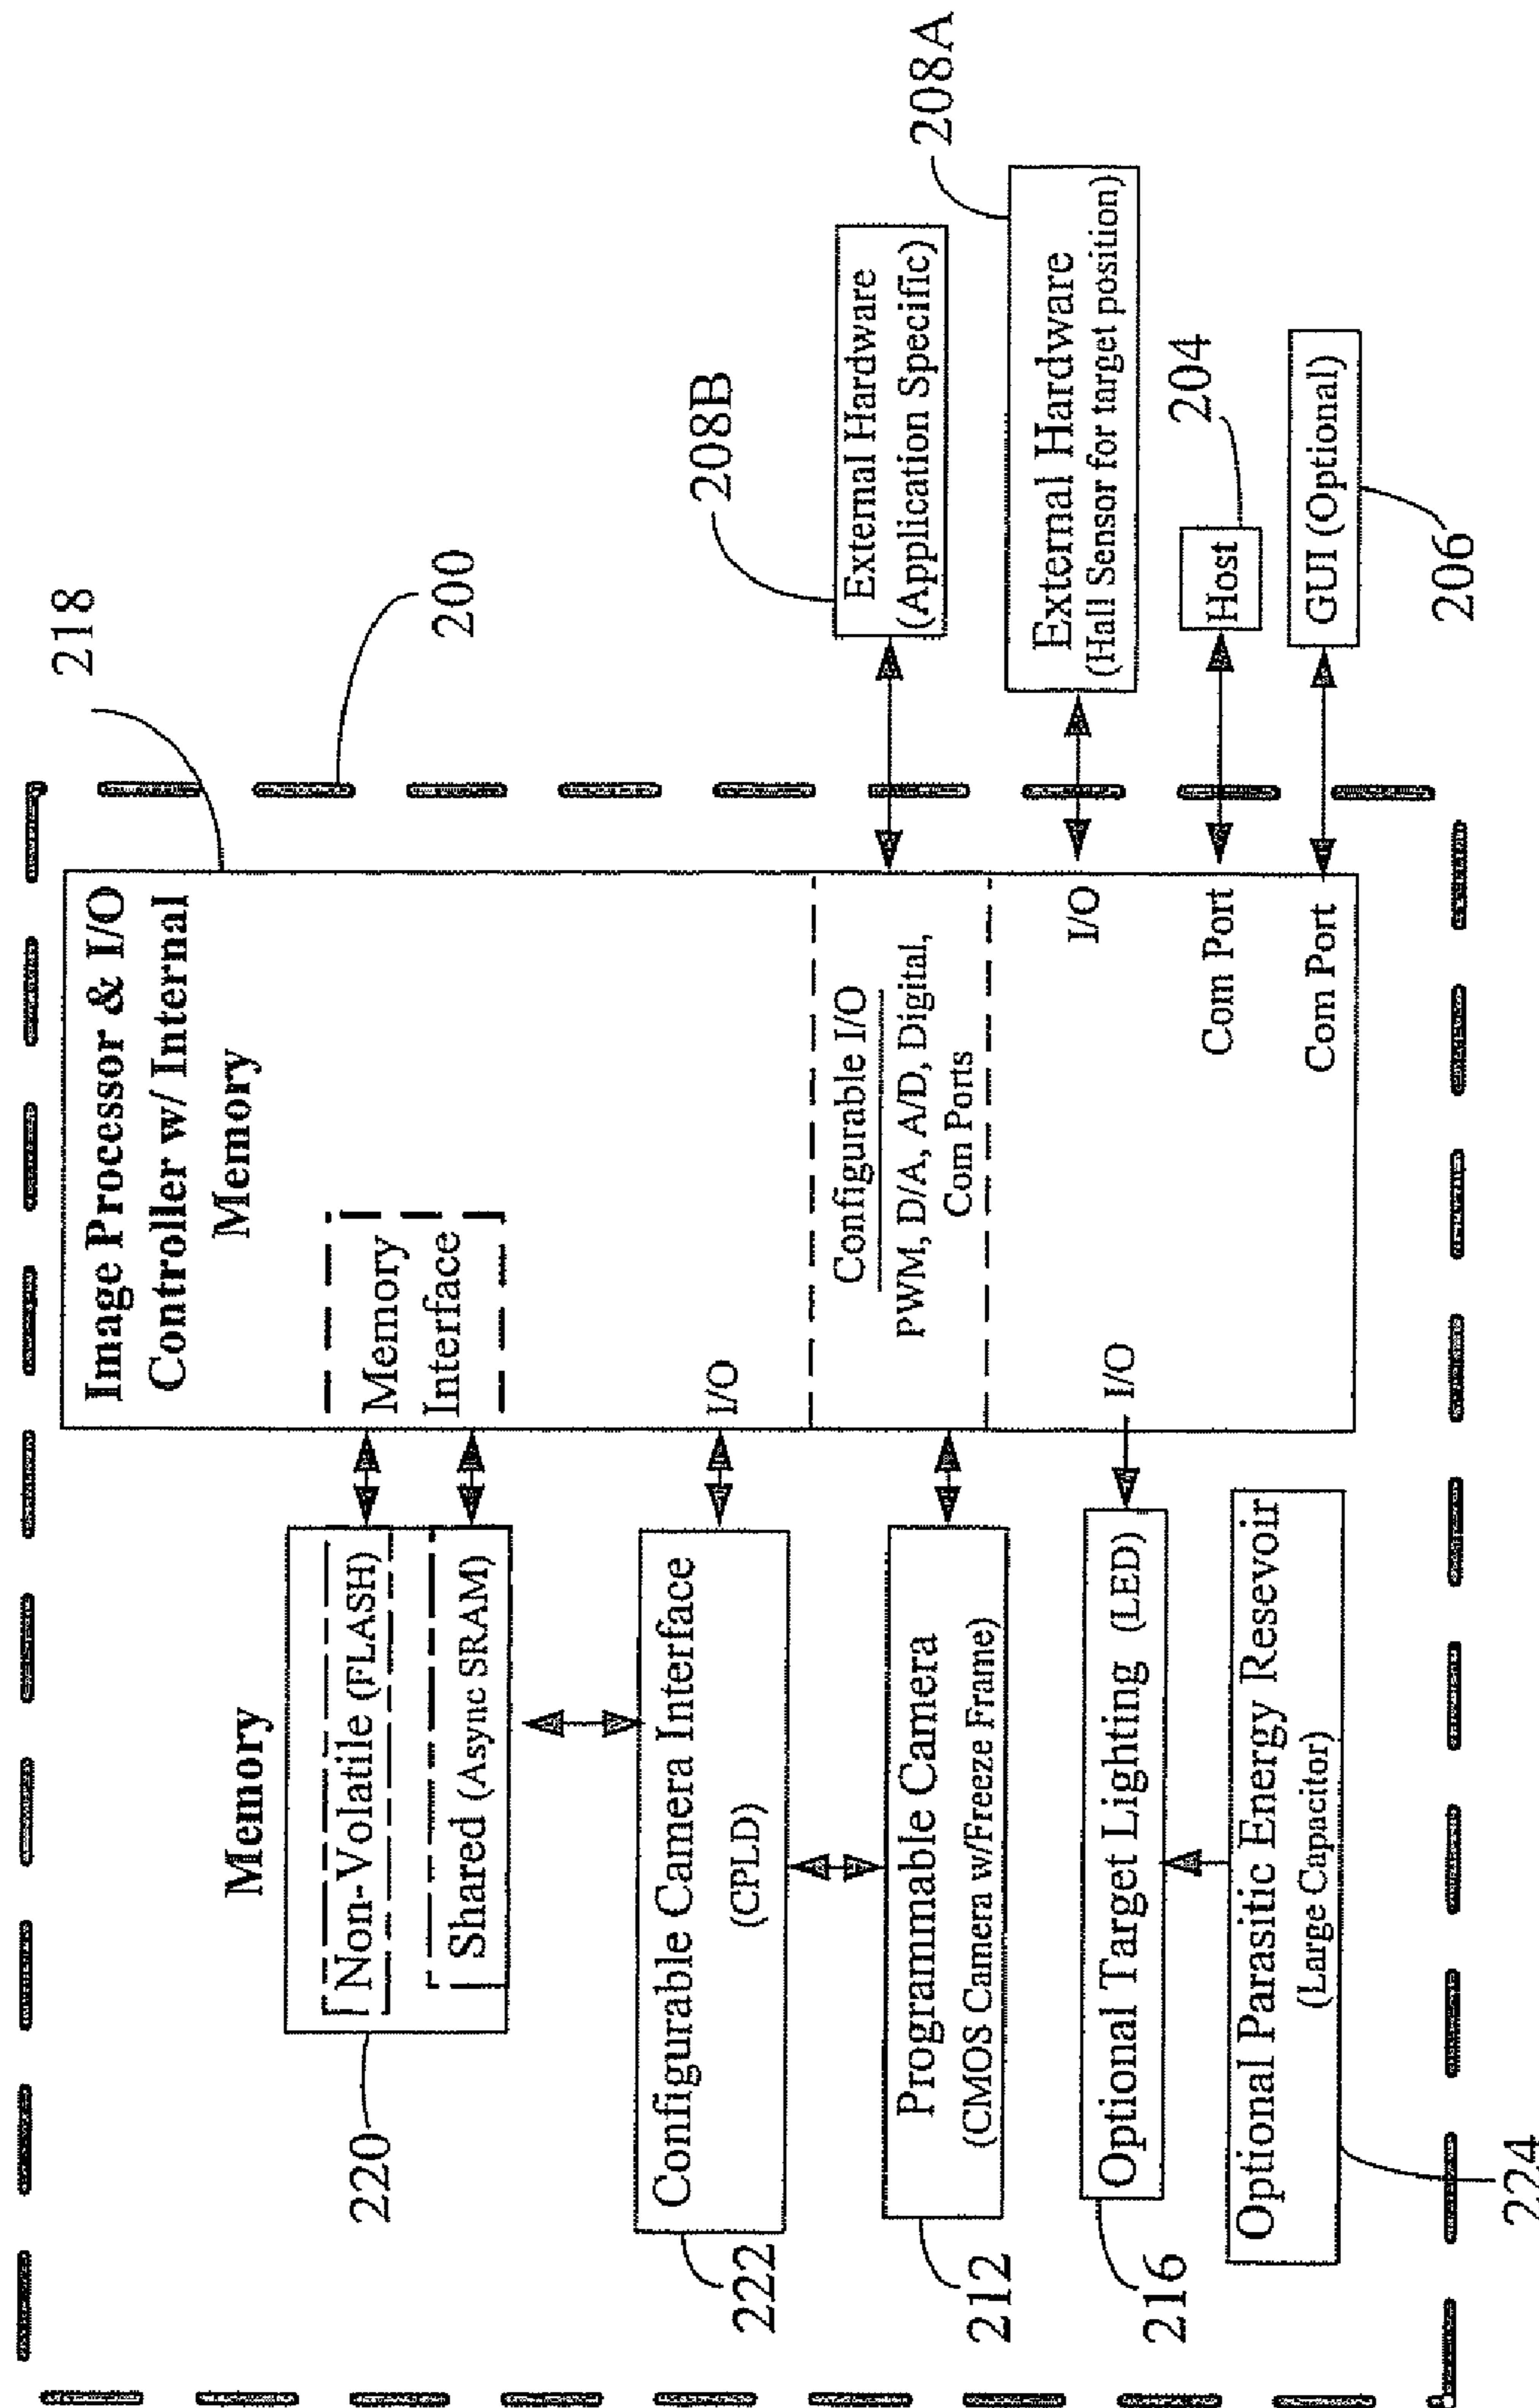 218
200
Image Processor & I/O
Controller w/ Internal
Memory
Memory
Interface
I/O
Configurable I/O
PWM, D/A, A/D, Digital,
Com Ports
I/O
I/O
Com Port
Com Port
Memory
Non-Volatile (FLASH)
Shared (Async SRAM)
220
Configurable Camera Interface
(CPLD)
222
Programmable Camera
(CMOS Camera w/Freeze Frame)
212
Optional Target Lighting (LED)
216
Optional Parasitic Energy Resevoir
(Large Capacitor)
224
208B
External Hardware
(Application Specific)
208A
External Hardware
(Hall Sensor for target position)
204
Host
GUI (Optional)
206